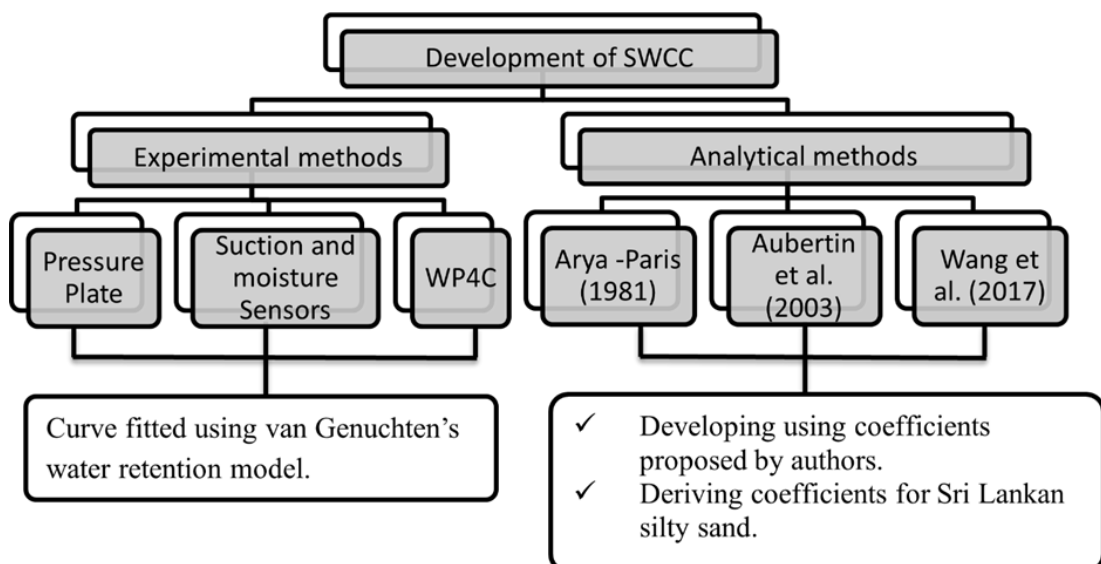 Development of SWCC
Experimental methods
Analytical methods
Pressure
Plate
Suction and
moisture
Sensors
WP4C
Arya -Paris
(1981)
Aubertin
et al.
(2003)
Wang et
al. (2017)
Curve fitted using van Genuchten’s
water retention model.
✓ Developing using coefficients
proposed by authors.
✓ Deriving coefficients for Sri Lankan
silty sand.